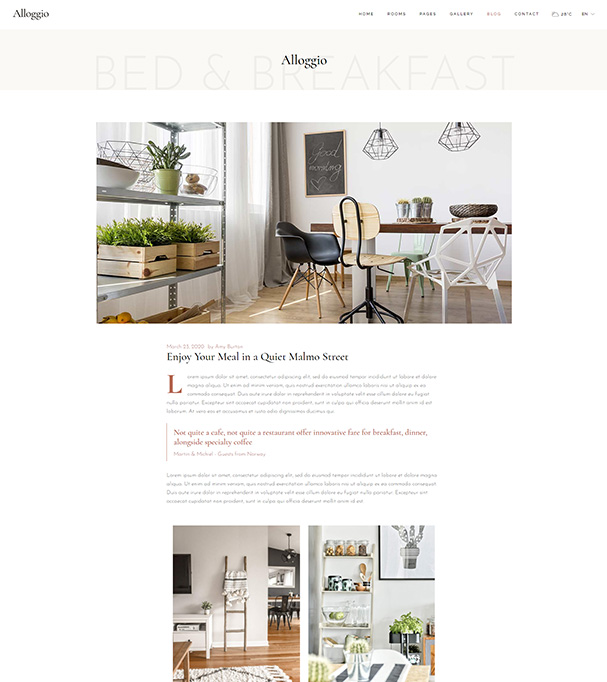 Alloggio
HOME ROOMS PAGES GALLERY BLOG CONTACT 28°C EN
BED & BREAKFAST
Alloggio
Good
morning
March 23, 2020 by Amy Burton
Enjoy Your Meal in a Quiet Malmo Street
Lorem ipsum dolor sit amet, consectetur adipiscing elit, sed do eiusmod tempor incididunt ut labore et dolore
magna aliqua. Ut enim ad minim veniam, quis nostrud exercitation ullamco laboris nisi ut aliquip ex ea
commodo consequat. Duis aute irure dolor in reprehenderit in voluptate velit esse cillum dolore eu fugiat
nulla pariatur. Excepteur sint occaecat cupidatat non proident, sunt in culpa qui officia deserunt mollit anim id est
laborum. At vero eos et accusamus et iusto odio dignissimos ducimus qui
Not quite a cafe, not quite a restaurant offer innovative fare for breakfast, dinner,
alongside specialty coffee
Martin & Michel - Guests from Norway
Lorem ipsum dolor sit amet, consectetur adipiscing elit, sed do eiusmod tempor incididunt ut labore et dolore magna
aliqua. Ut enim ad minim veniam, quis nostrud exercitation ullamco laboris nisi ut aliquip ex ea commodo consequat.
Duis aute irure dolor in reprehenderit in voluptate velit esse cillum dolore eu fugiat nulla pariatur. Excepteur sint
occaecat cupidatat non proident, sunt in culpa qui officia deserunt mollit anim id est